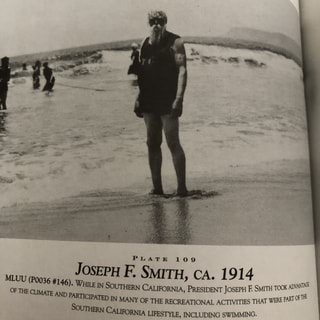 PLATE 109
JOSEPH F. SMITH, CA. 1914
MLUU (P0036 #146). WHILE IN SOUTHERN CALIFORNIA, PRESIDENT JOSEPH F. SMITH TOOK ADVANTAGE
OF THE CLIMATE AND PARTICIPATED IN MANY OF THE RECREATIONAL ACTIVITIES THAT WERE PART OF THE
SOUTHERN CALIFORNIA LIFESTYLE, INCLUDING SWIMMING.